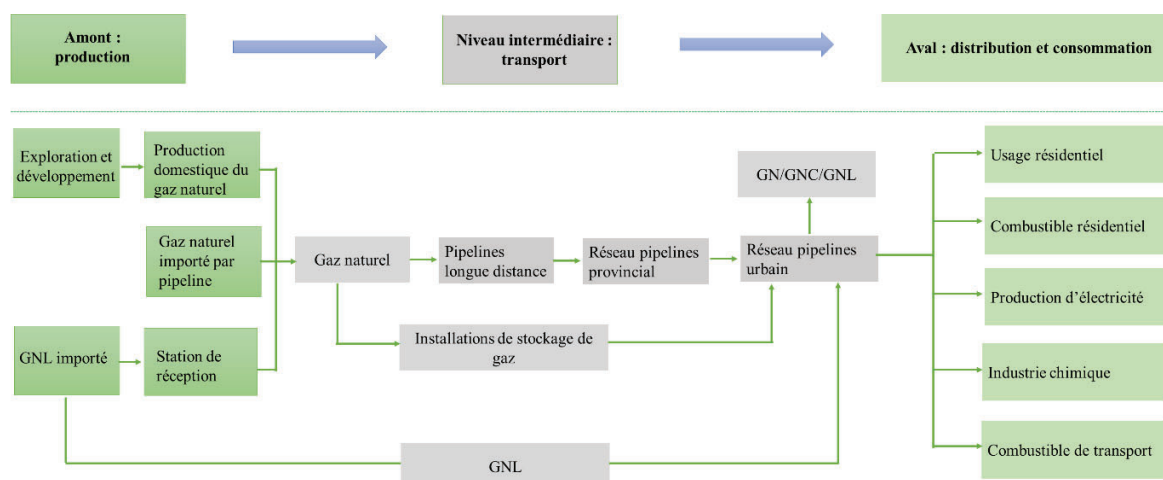 Amont :
production
Niveau intermédiaire :
transport
Aval : distribution et consommation
Exploration et
développement
Production
domestique du
gaz naturel
Gaz naturel
importé par
pipeline
GNL importé
Station de
réception
Gaz naturel
Pipelines
longue distance
Réseau pipelines
provincial
GN/GNC/GNL
Réseau pipelines
urbain
Installations de stockage de
gaz
GNL
Usage résidentiel
Combustible résidentiel
Production d’électricité
Industrie chimique
Combustible de transport